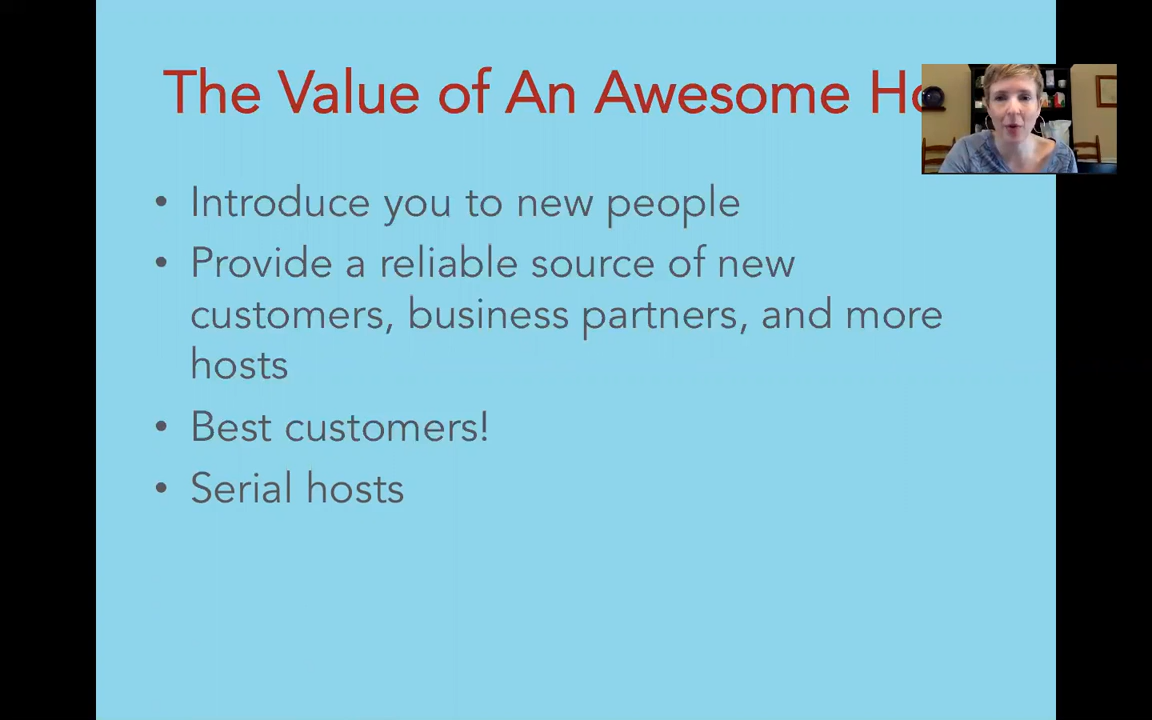 The Value of An Awesome
• Introduce you to new people
• Provide a reliable source of new
customers, business partners, and more
hosts
• Best customers!
• Serial hosts